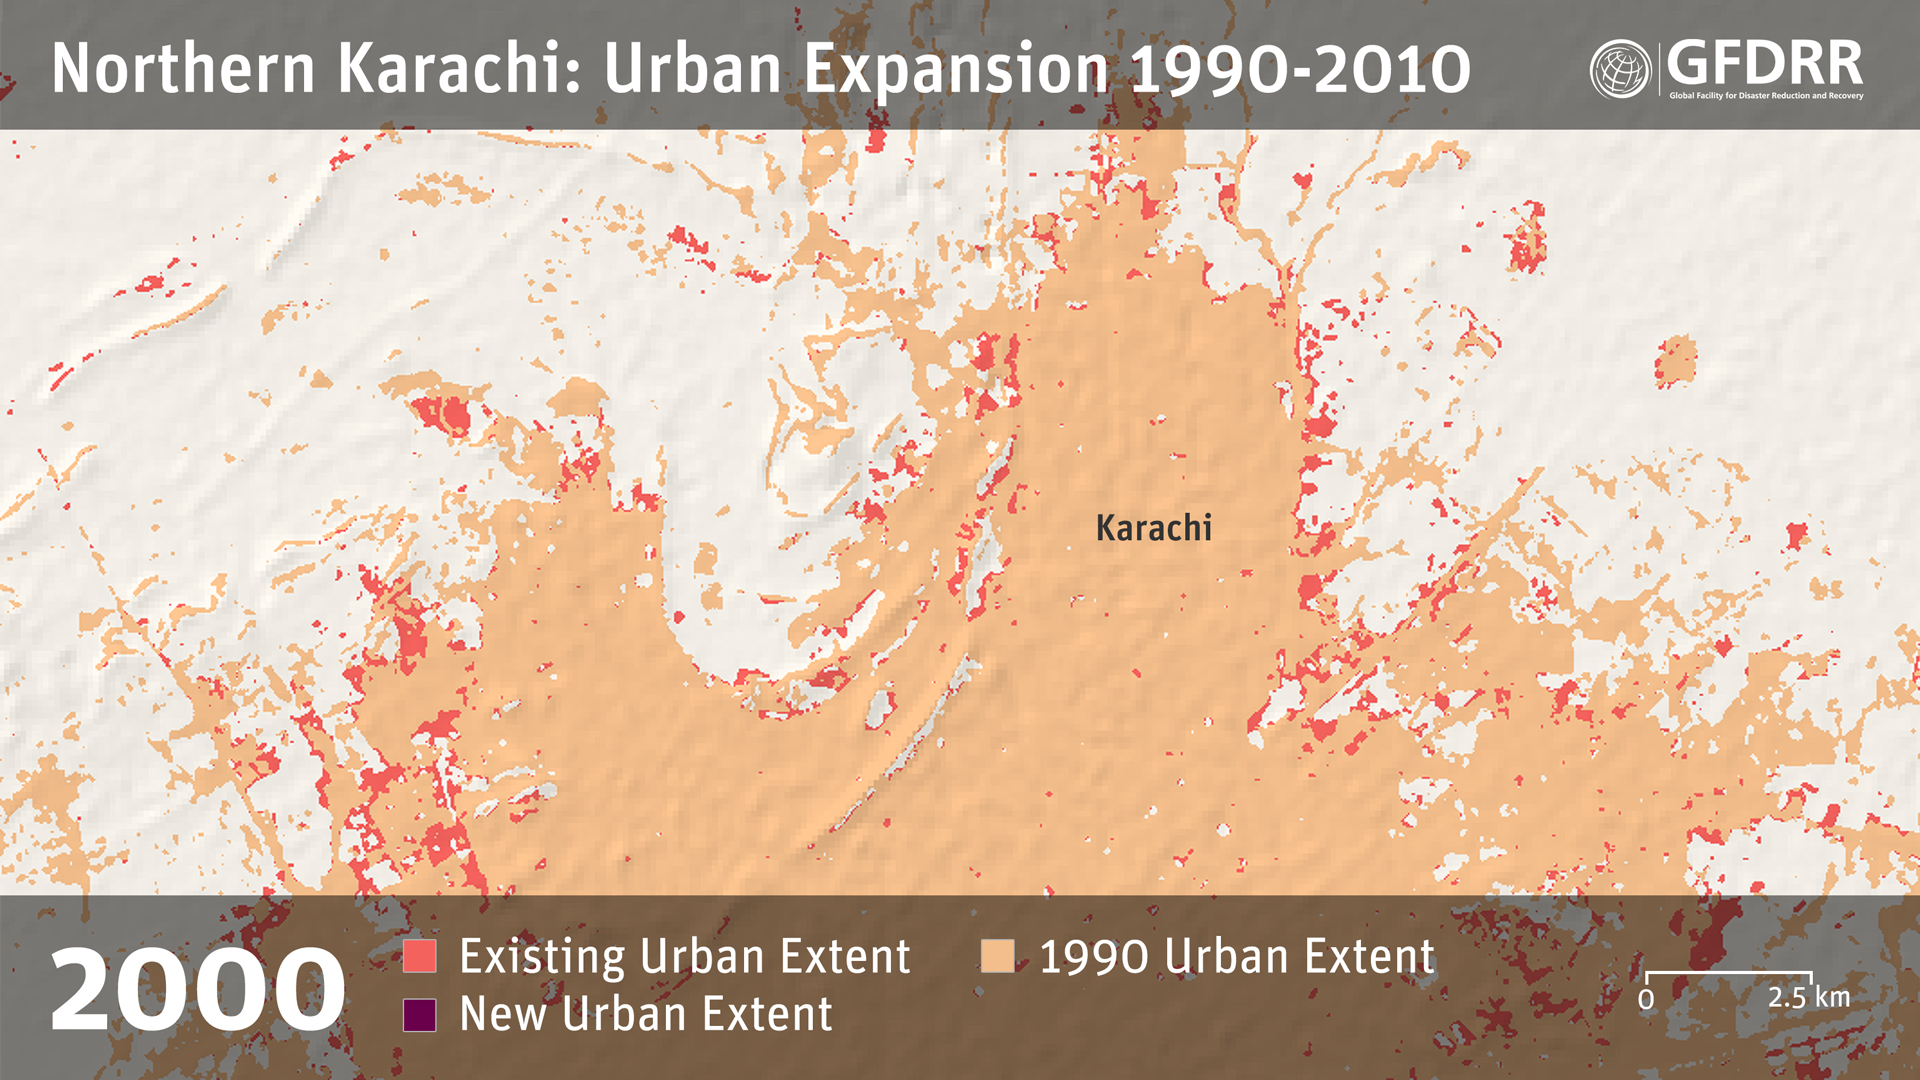 Northern Karachi: Urban Expansion 1990-2010
GFDRR
Global Facility for Disaster Reduction and Recovery
Karachi
2000
Existing Urban Extent
1990 Urban Extent
New Urban Extent
0 2.5 km